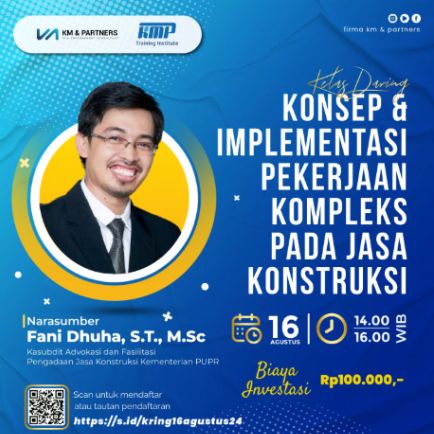 KM & PARTNERS
KMP
Training Institute
firma km & partners
Kelas Daring
KONSEP &
IMPLEMENTASI
PEKERJAAN
KOMPLEKS
PADA JASA
KONSTRUKSI
Narasumber
Fani Dhuha, S.T., M.Sc
Kasubdit Advokasi dan Fasilitasi
Pengadaan Jasa Konstruksi Kementerian PUPR
16
AGUSTUS
14.00
16.00
WIB
Biaya
Investasi
Rp100.000,-
Scan untuk mendaftar
atau tautan pendaftaran
https://s.id/kring16agustus24